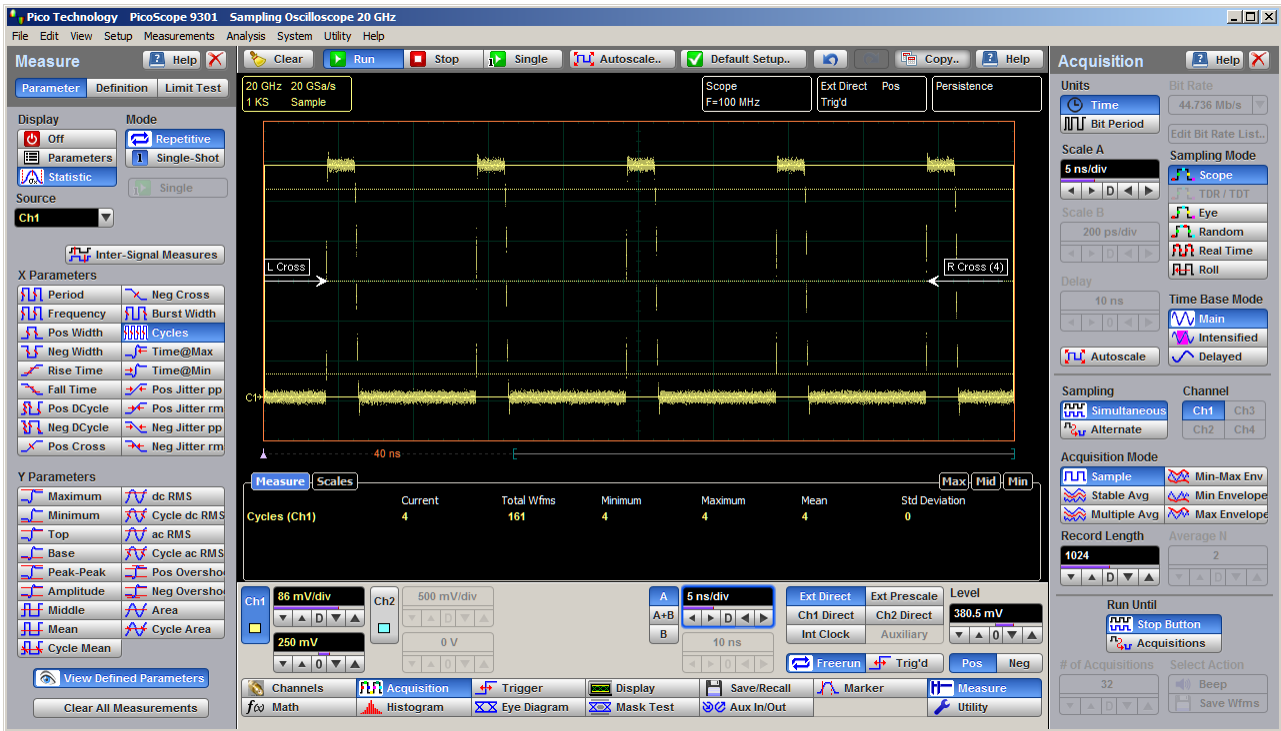 Pico Technology PicoScope 9301 Sampling Oscilloscope 20 GHz
File Edit View Setup Measurements Analysis System Utility Help
Measure Help
Parameter Definition Limit Test
Display Mode
Off Repetitive
Parameters Single-Shot
Statistic
Single
Source
Ch1
Inter-Signal Measures
X Parameters
Period Neg Cross
Frequency Burst Width
Pos Width Cycles
Neg Width Time@Max
Rise Time Time@Min
Fall Time Pos Jitter pp
Pos DCycle Pos Jitter rm
Neg DCycle Neg Jitter pp
Pos Cross Neg Jitter rm
Y Parameters
Maximum dc RMS
Minimum Cycle dc RMS
Top ac RMS
Base Cycle ac RMS
Peak-Peak Pos Oversho
Amplitude Neg Oversho
Middle Area
Mean Cycle Area
Cycle Mean
View Defined Parameters
Clear All Measurements
Clear Run Stop Single Autoscale.. Default Setup.. Copy.. Help
20 GHz 20 GSa/s
1 KS Sample
Scope
F=100 MHz
Ext Direct Pos
Trig'd
Persistence
L Cross
R Cross (4)
C1
40 ns
Measure Scales Max Mid Min
Current Total Wfms Minimum Maximum Mean Std Deviation
Cycles (Ch1) 4 161 4 4 4 0
Ch1 86 mV/div
D
250 mV
0
Ch2 500 mV/div
D
0 V
0
A 5 ns/div
A+B D
B 10 ns
0
Ext Direct Ext Prescale
Ch1 Direct Ch2 Direct
Int Clock Auxiliary
Freerun Trig'd
Level
380.5 mV
0
Pos Neg
Channels Acquisition Trigger Display Save/Recall Marker Measure
f(x) Math Histogram Eye Diagram Mask Test Aux In/Out Utility
Acquisition Help
Units Bit Rate
Time 44.736 Mb/s
Bit Period Edit Bit Rate List..
Scale A
5 ns/div
D
Scale B
200 ps/div
D
Delay
10 ns
0
Autoscale
Sampling Mode
Scope
TDR / TDT
Eye
Random
Real Time
Roll
Time Base Mode
Main
Intensified
Delayed
Sampling Channel
Simultaneous Ch1 Ch3
Alternate Ch2 Ch4
Acquisition Mode
Sample Min-Max Env
Stable Avg Min Envelope
Multiple Avg Max Envelope
Record Length Average N
1024 2
D D
Run Until
Stop Button
Acquisitions
# of Acquisitions Select Action
32 Beep
D Save Wfms